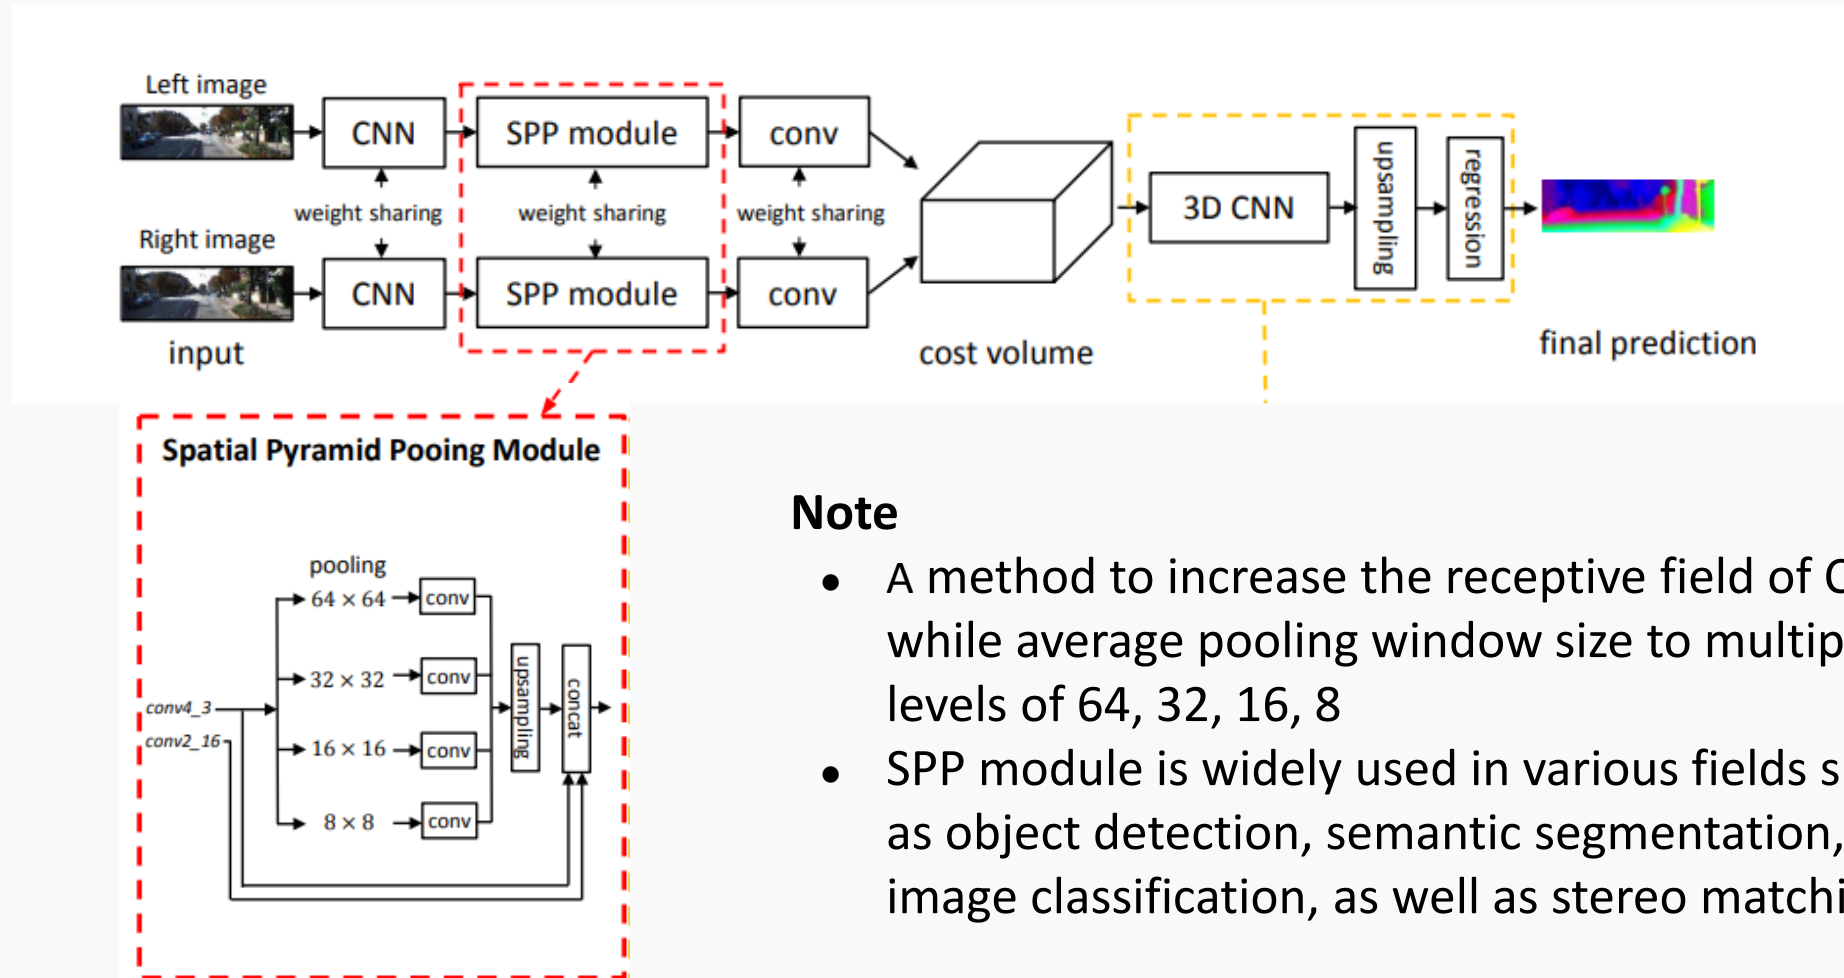 Left image
CNN
SPP module
conv
weight sharing
weight sharing
weight sharing
Right image
CNN
SPP module
conv
input
cost volume
3D CNN
upsampling
regression
final prediction
Spatial Pyramid Pooing Module
pooling
64 × 64
conv
32 × 32
conv
16 × 16
conv
8 × 8
conv
conv4_3
conv2_16
upsampling
concat
Note
• A method to increase the receptive field of
while average pooling window size to
levels of 64, 32, 16, 8
• SPP module is widely used in various fields
as object detection, semantic segmentation,
image classification, as well as stereo